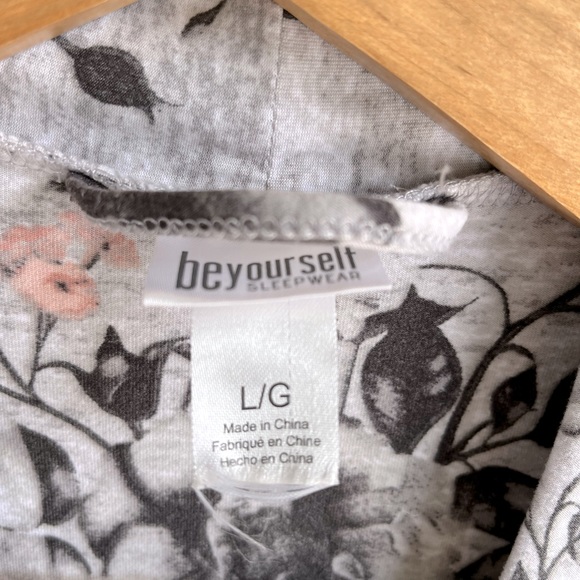 beyourself
SLEEPWEAR
L/G
Made in China
Fabriqué en Chine
Hecho en China